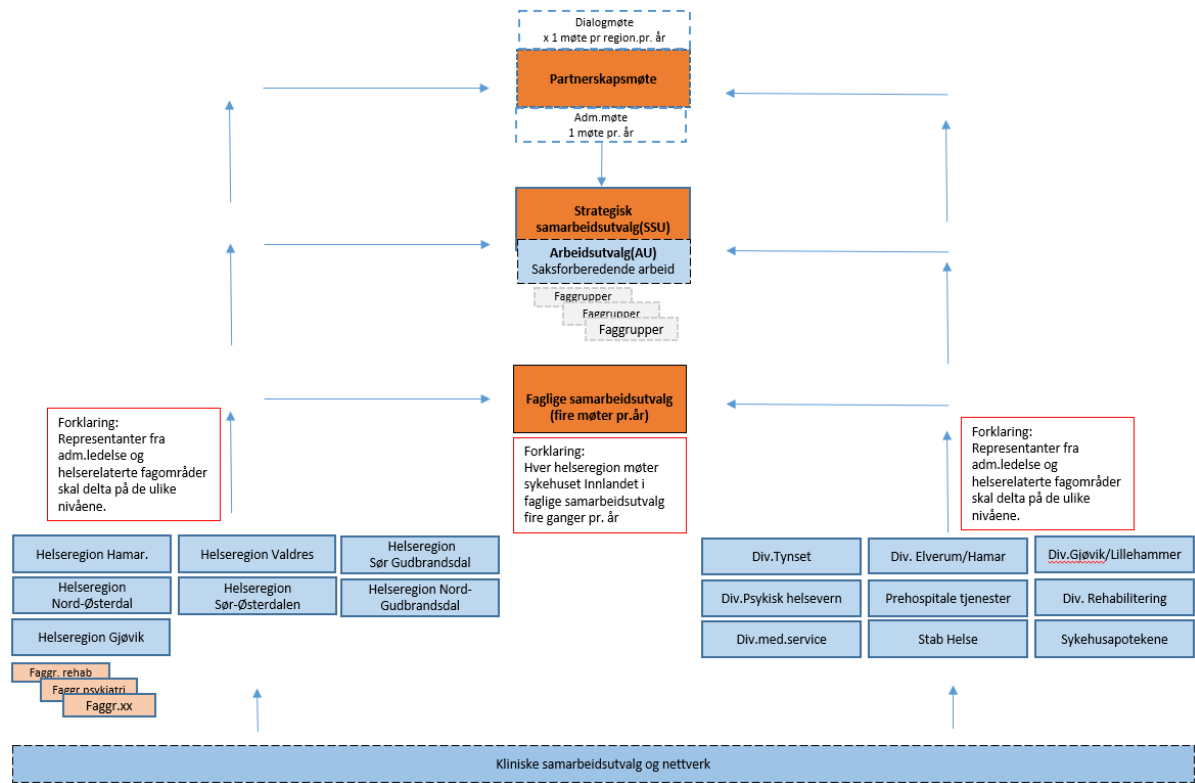 Dialogmøte
x 1 møte pr region.pr. år
Partnerskapsmøte
Adm.møte
1 møte pr. år
Strategisk
samarbeidsutvalg(SSU)
Arbeidsutvalg(AU)
Saksforberedende arbeid
Faggrupper
Faggrupper
Faggrupper
Faglige samarbeidsutvalg
(fire møter pr.år)
Forklaring:
Representanter fra
adm.ledelse og
helserelaterte fagområder
skal delta på de ulike
nivåene.
Forklaring:
Hver helseregion møter
sykehuset Innlandet i
faglige samarbeidsutvalg
fire ganger pr. år
Forklaring:
Representanter fra
adm.ledelse og
helserelaterte fagområder
skal delta på de ulike
nivåene.
Helseregion Hamar.
Helseregion Valdres
Helseregion
Sør Gudbrandsdal
Helseregion
Nord-Østerdal
Helseregion
Sør-Østerdalen
Helseregion Nord-
Gudbrandsdal
Helseregion Gjøvik
Faggr. rehab
Faggr.psykiatri
Faggr.xx
Div.Tynset
Div. Elverum/Hamar
Div.Gjøvik/Lillehammer
Div.Psykisk helsevern
Prehospitale tjenester
Div. Rehabilitering
Div.med.service
Stab Helse
Sykehusapotekene
Kliniske samarbeidsutvalg og nettverk